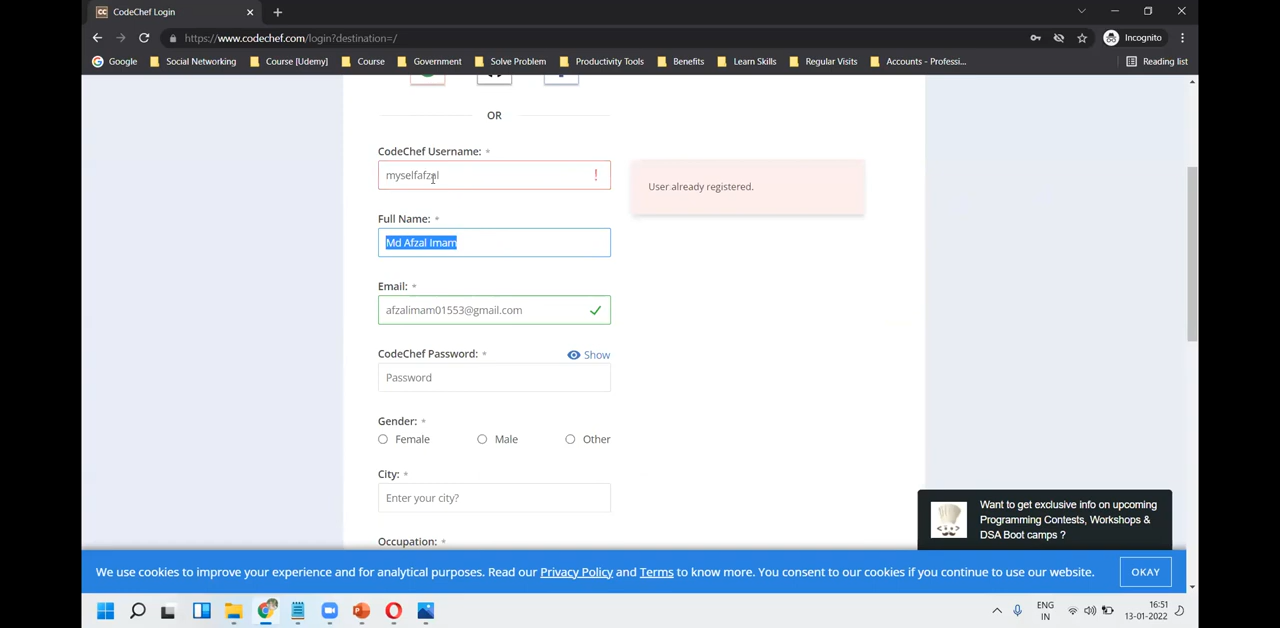 CC CodeChef Login
https://www.codechef.com/login?destination=/
Incognito
Google
Social Networking
Course [Udemy]
Course
Government
Solve Problem
Productivity Tools
Benefits
Learn Skills
Regular Visits
Accounts - Professi...
Reading list
OR
CodeChef Username: *
myselfafzal
User already registered.
Full Name: *
Md Afzal Imam
Email: *
afzalimam01553@gmail.com
CodeChef Password: *
Show
Password
Gender: *
Female
Male
Other
City: *
Enter your city?
Want to get exclusive info on upcoming
Programming Contests, Workshops &
DSA Boot camps ?
Occupation: *
We use cookies to improve your experience and for analytical purposes. Read our Privacy Policy and Terms to know more. You consent to our cookies if you continue to use our website.
OKAY
ENG
IN
16:51
13-01-2022